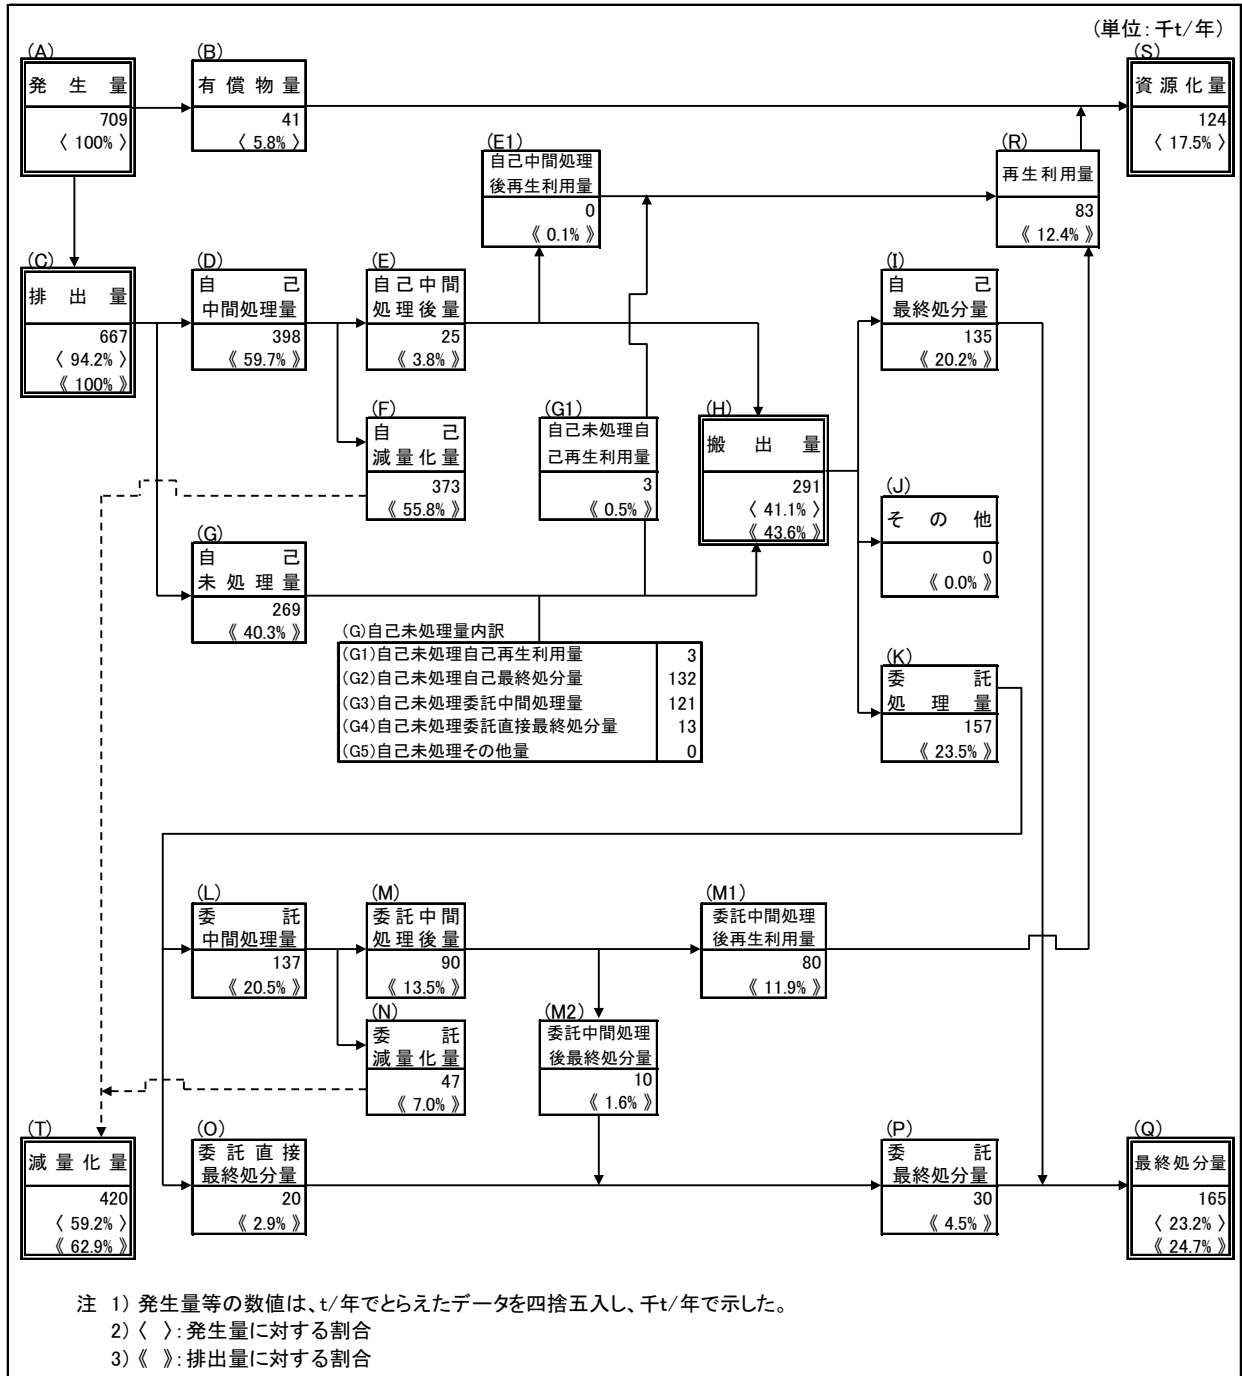 (単位：千t/年)
(A)
発生量
709
〈 100% 〉
(B)
有償物量
41
〈 5.8% 〉
(S)
資源化量
124
〈 17.5% 〉
(E1)
自己中間処理
後再生利用量
0
《 0.1% 》
(R)
再生利用量
83
《 12.4% 》
(C)
排出量
667
〈 94.2% 〉
《 100% 》
(D)
自己
中間処理量
398
《 59.7% 》
(E)
自己中間
処理後量
25
《 3.8% 》
(I)
自己
最終処分量
135
《 20.2% 》
(F)
自己
減量化量
373
《 55.8% 》
(G1)
自己未処理自
己再生利用量
3
《 0.5% 》
(H)
搬出量
291
〈 41.1% 〉
《 43.6% 》
(J)
その他
0
《 0.0% 》
(G)
自己
未処理量
269
《 40.3% 》
(G)自己未処理量内訳
(G1)自己未処理自己再生利用量 3
(G2)自己未処理自己最終処分量 132
(G3)自己未処理委託中間処理量 121
(G4)自己未処理委託直接最終処分量 13
(G5)自己未処理その他量 0
(K)
委託
処理量
157
《 23.5% 》
(L)
委託
中間処理量
137
《 20.5% 》
(M)
委託中間
処理後量
90
《 13.5% 》
(M1)
委託中間処理
後再生利用量
80
《 11.9% 》
(N)
委託
減量化量
47
《 7.0% 》
(M2)
委託中間処理
後最終処分量
10
《 1.6% 》
(T)
減量化量
420
〈 59.2% 〉
《 62.9% 》
(O)
委託直接
最終処分量
20
《 2.9% 》
(P)
委託
最終処分量
30
《 4.5% 》
(Q)
最終処分量
165
〈 23.2% 〉
《 24.7% 》
注 1) 発生量等の数値は、t/年でとらえたデータを四捨五入し、千t/年で示した。
2)〈 〉：発生量に対する割合
3)《 》：排出量に対する割合